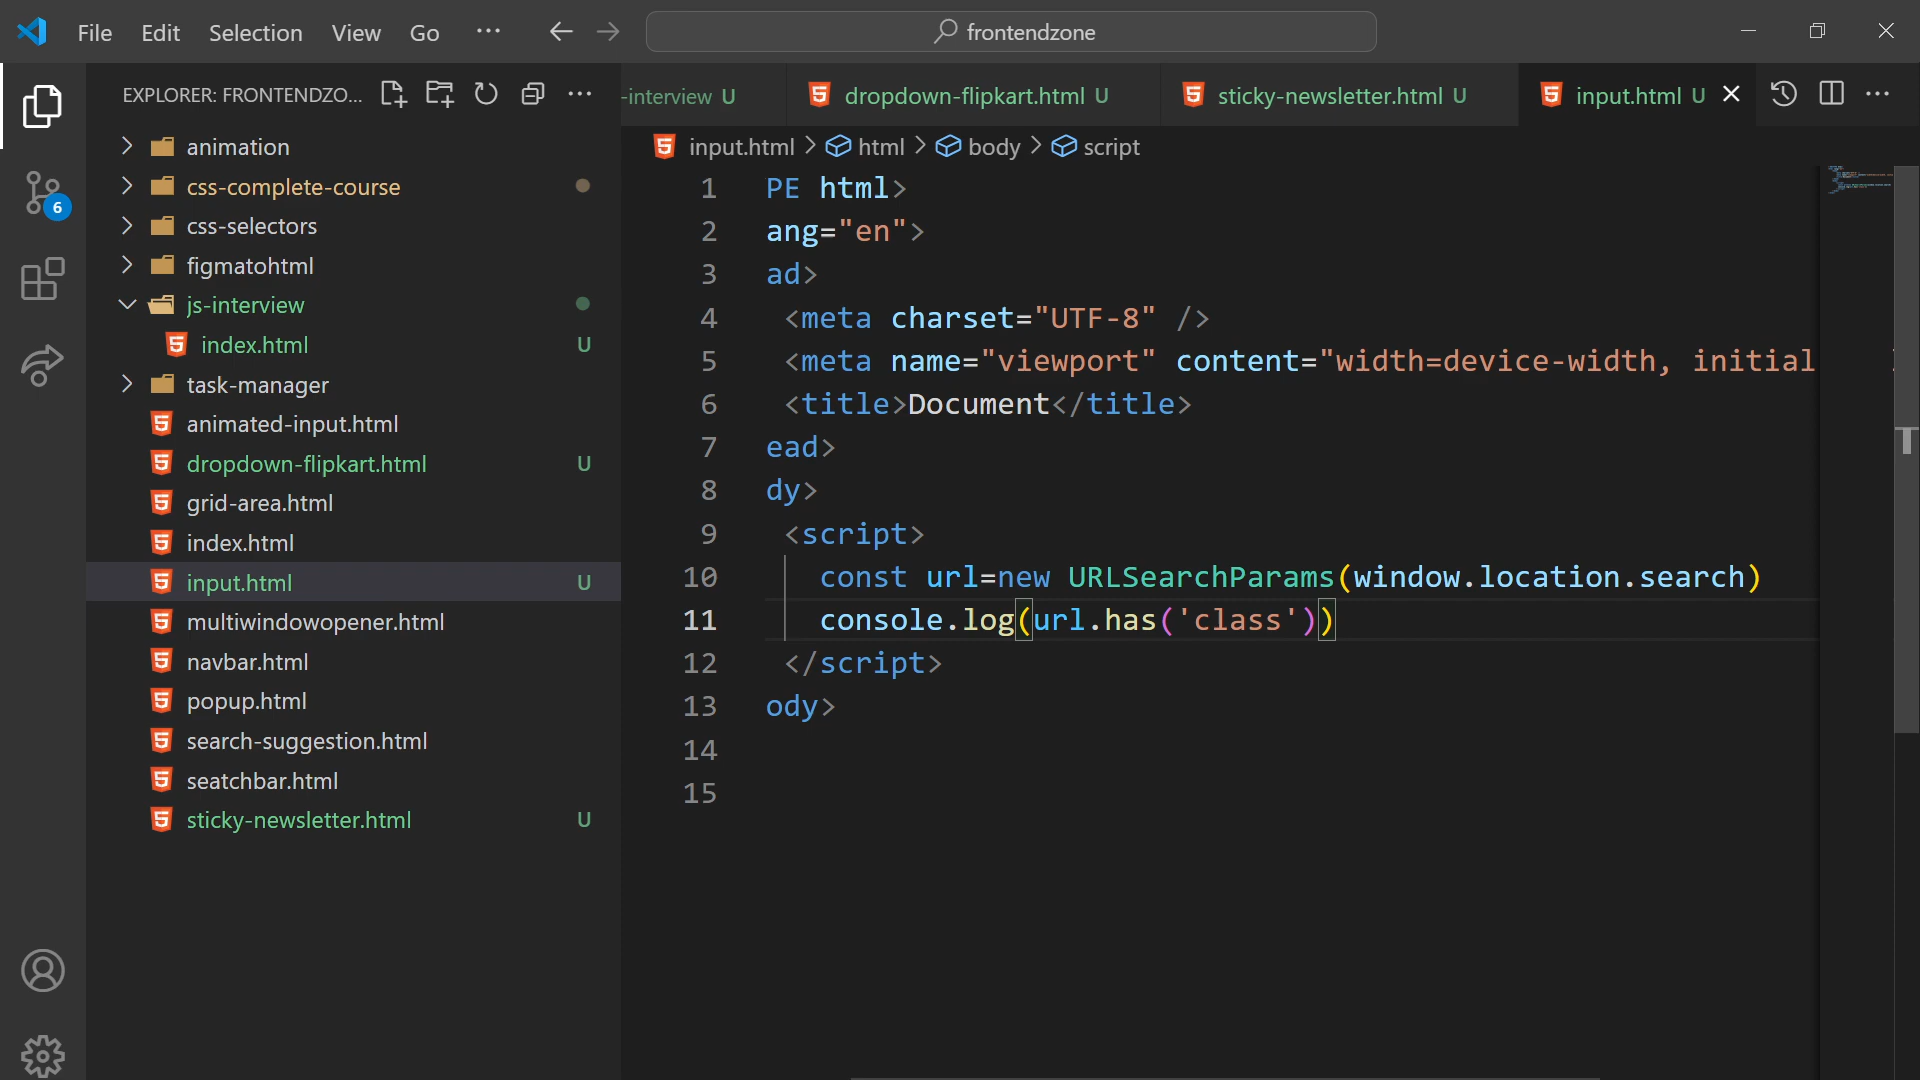 File Edit Selection View Go ··· frontendzone
EXPLORER: FRONTENDZO... ···
animation
css-complete-course
css-selectors
figmatohtml
js-interview
index.html U
task-manager
animated-input.html
dropdown-flipkart.html U
grid-area.html
index.html
input.html U
multiwindowopener.html
navbar.html
popup.html
search-suggestion.html
seatchbar.html
sticky-newsletter.html U
6
-interview U dropdown-flipkart.html U sticky-newsletter.html U input.html U
input.html > html > body > script
1 PE html>
2 ang="en">
3 ad>
4 <meta charset="UTF-8" />
5 <meta name="viewport" content="width=device-width, initial
6 <title>Document</title>
7 ead>
8 dy>
9 <script>
10 const url=new URLSearchParams(window.location.search)
11 console.log(url.has('class'))
12 </script>
13 ody>
14
15